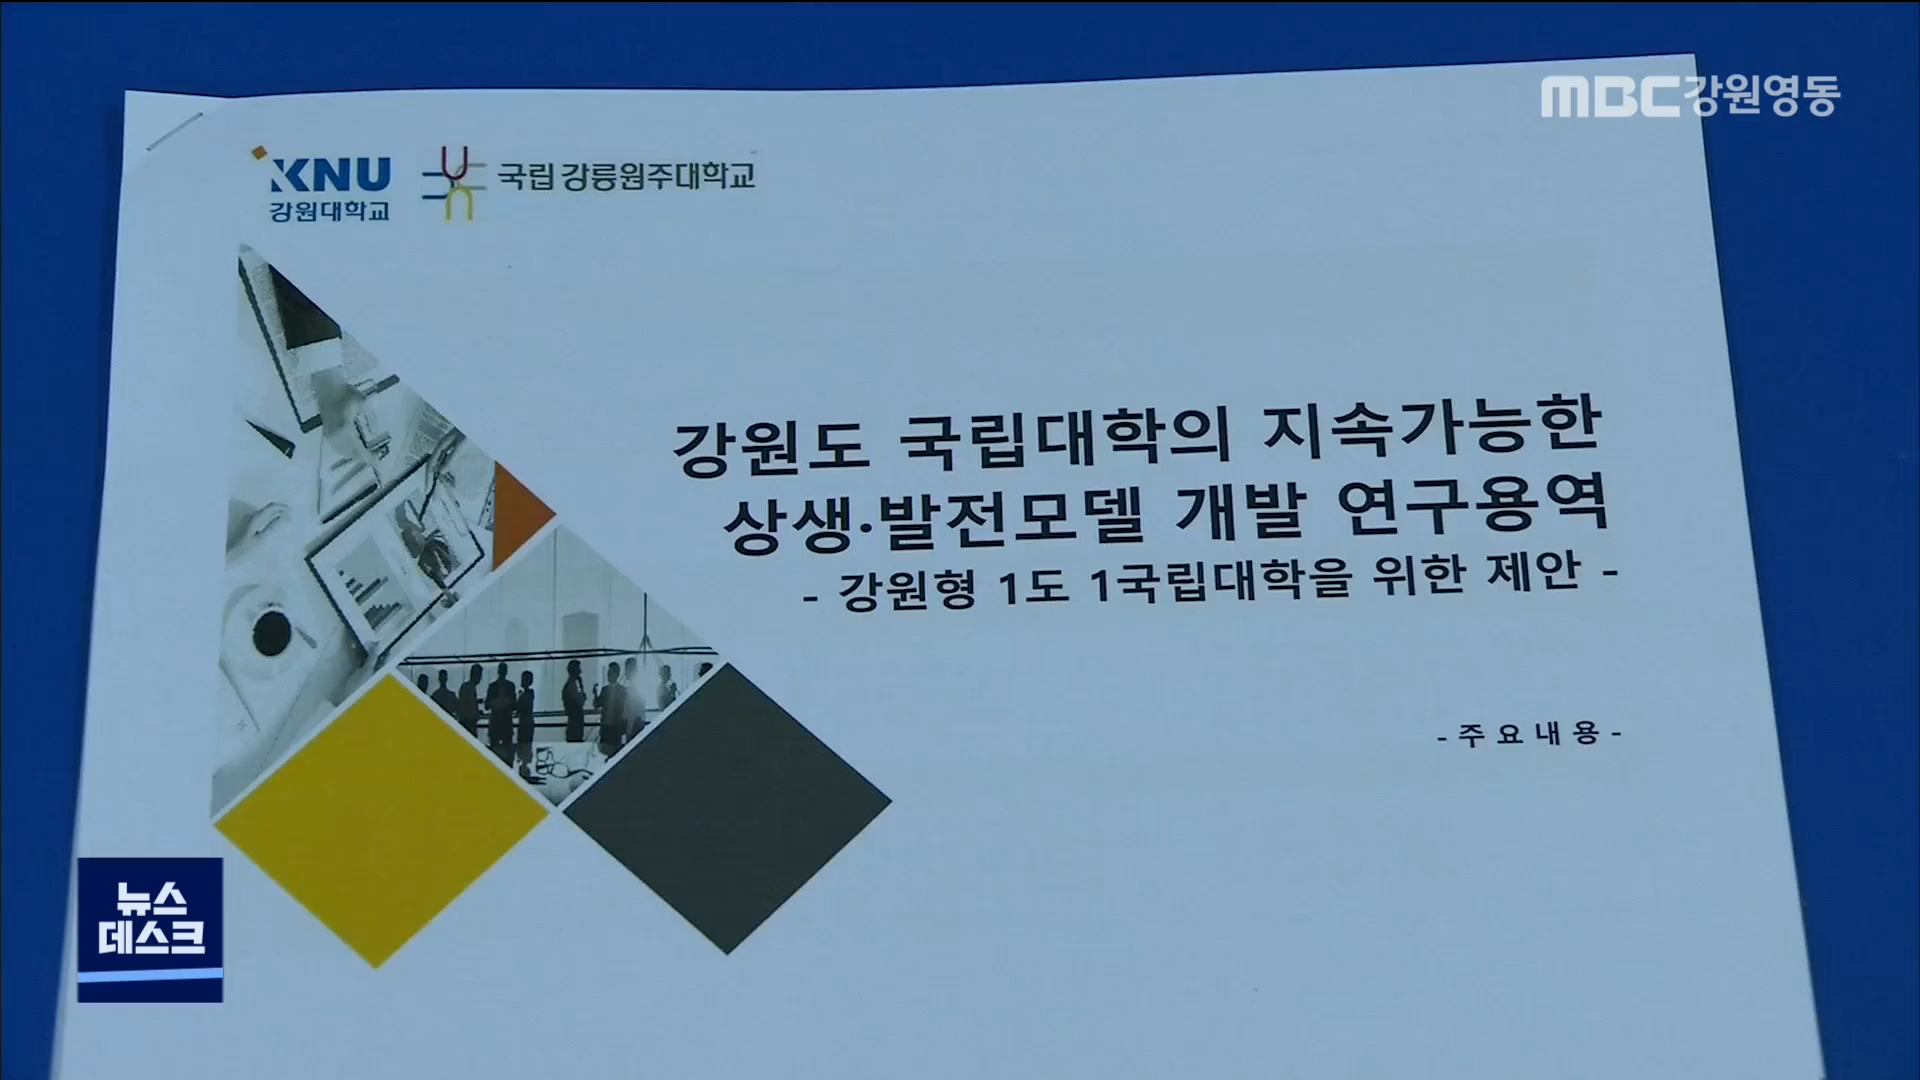 MBC강원영동
KNU
강원대학교
국립강릉원주대학교
강원도 국립대학의 지속가능한
상생·발전모델 개발 연구용역
- 강원형 1도 1국립대학을 위한 제안 -
- 주요내용 -
뉴스
데스크